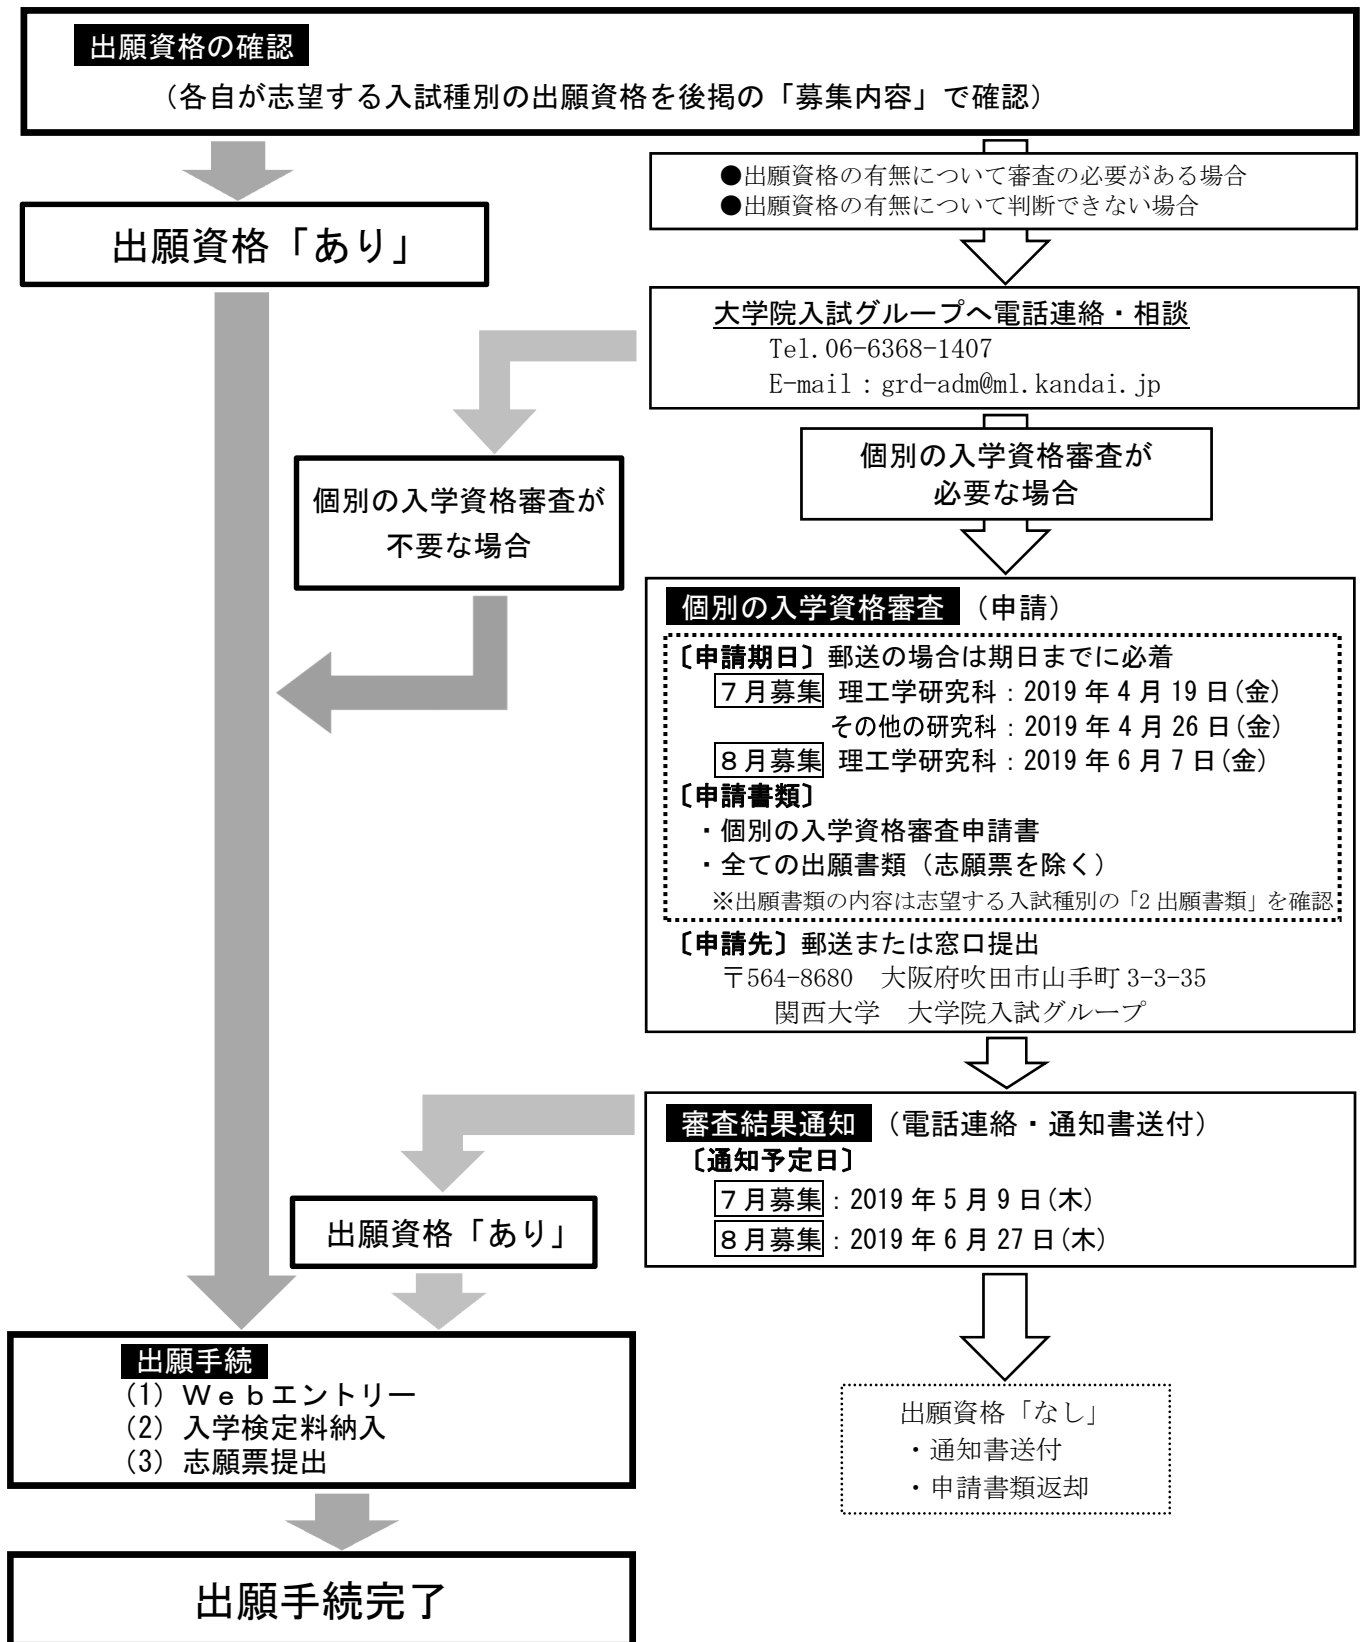 出願資格の確認
（各自が志望する入試種別の出願資格を後掲の「募集内容」で確認）
●出願資格の有無について審査の必要がある場合
●出願資格の有無について判断できない場合
出願資格「あり」
大学院入試グループへ電話連絡・相談
Tel.06-6368-1407
E-mail：grd-adm@ml.kandai.jp
個別の入学資格審査が
必要な場合
個別の入学資格審査が
不要な場合
個別の入学資格審査 （申請）
〔申請期日〕郵送の場合は期日までに必着
７月募集 理工学研究科：2019 年 4 月 19 日(金)
その他の研究科：2019 年 4 月 26 日(金)
８月募集 理工学研究科：2019 年 6 月 7 日(金)
〔申請書類〕
・個別の入学資格審査申請書
・全ての出願書類（志願票を除く）
※出願書類の内容は志望する入試種別の「2 出願書類」を確認
〔申請先〕郵送または窓口提出
〒564-8680　大阪府吹田市山手町 3-3-35
関西大学　大学院入試グループ
審査結果通知 （電話連絡・通知書送付）
〔通知予定日〕
７月募集：2019 年 5 月 9 日(木)
８月募集：2019 年 6 月 27 日(木)
出願資格「あり」
出願手続
(1) Ｗｅｂエントリー
(2) 入学検定料納入
(3) 志願票提出
出願資格「なし」
・通知書送付
・申請書類返却
出願手続完了